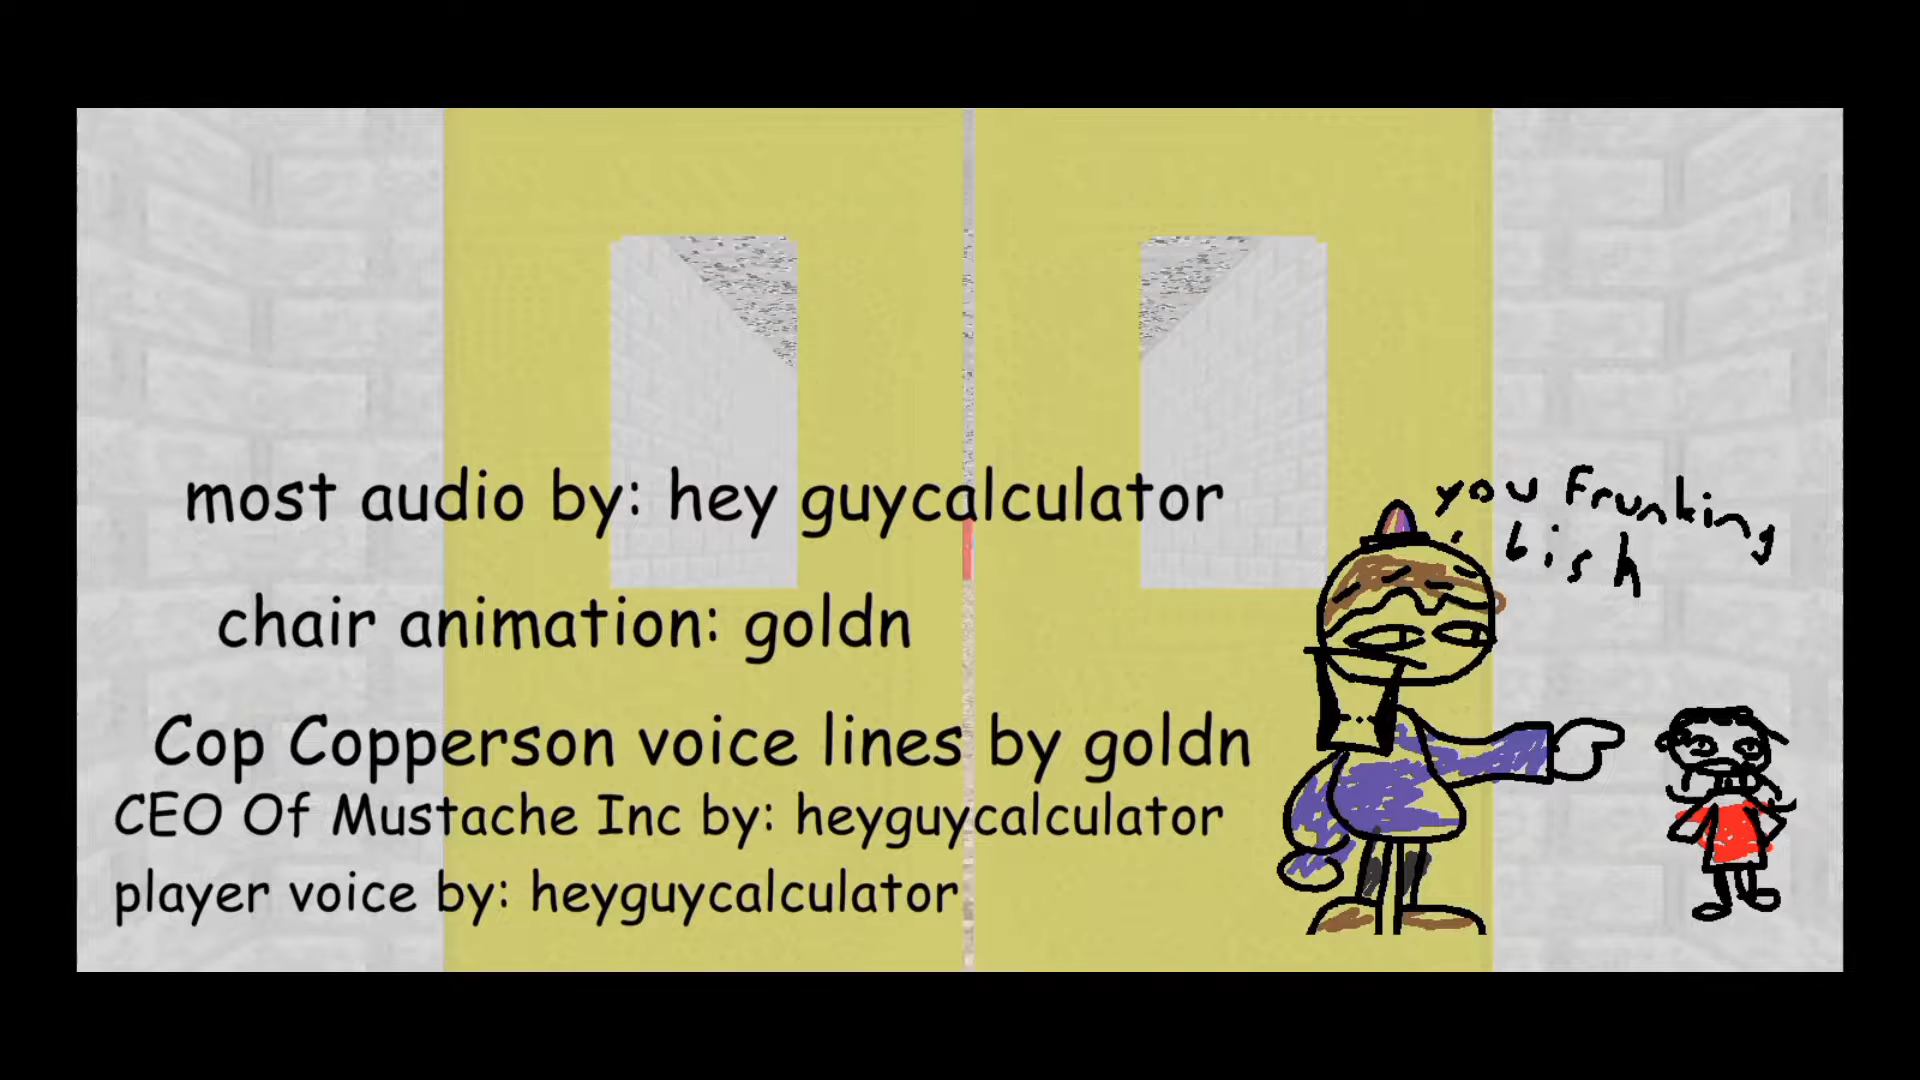 most audio by: hey guycalculator
you frunking
bish
chair animation: goldn
Cop Copperson voice lines by goldn
CEO Of Mustache Inc by: heyguycalculator
player voice by: heyguycalculator